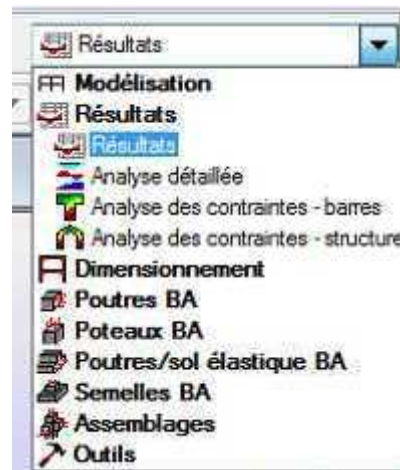 Résultats
Modélisation
Résultats
Résultats
Analyse détaillée
Analyse des contraintes - barres
Analyse des contraintes - structure
Dimensionnement
Poutres BA
Poteaux BA
Poutres/sol élastique BA
Semelles BA
Assemblages
Outils